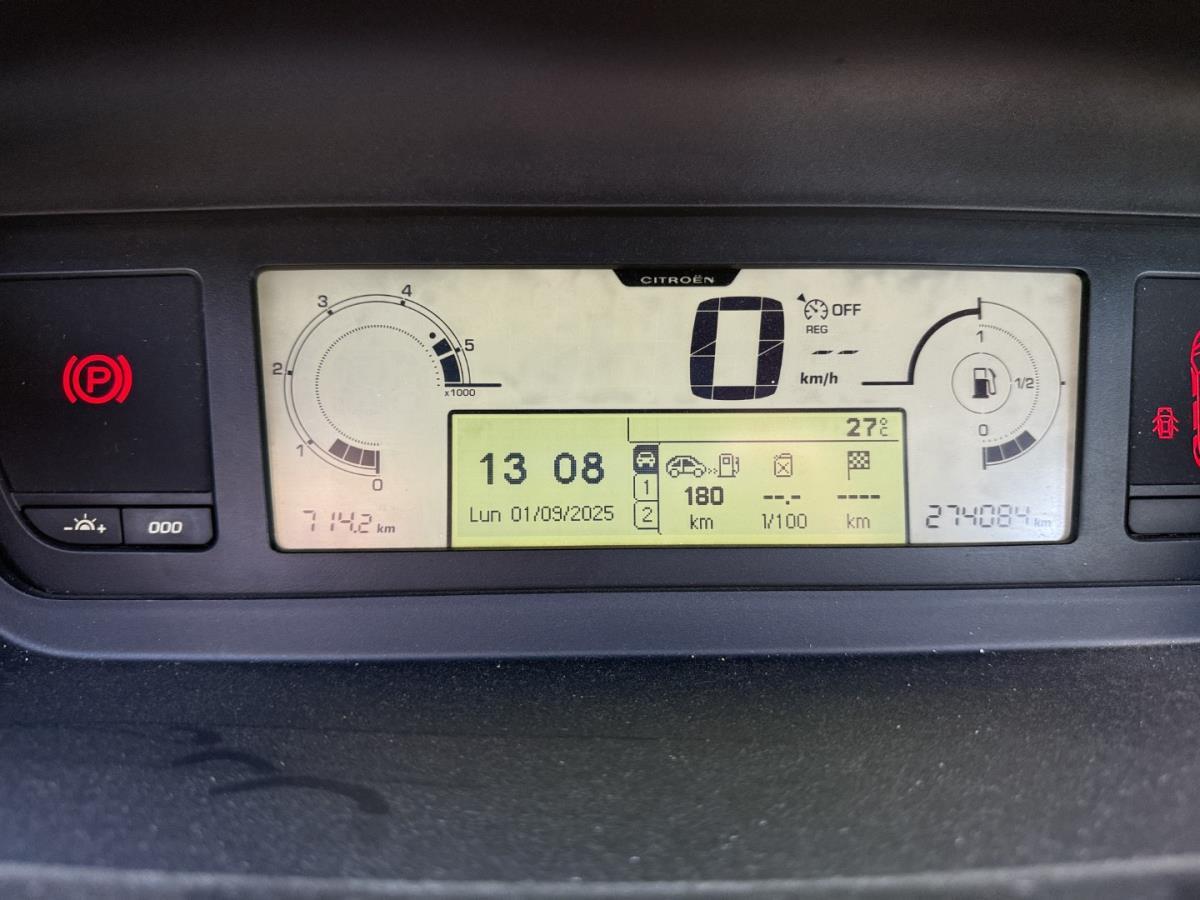 CITROËN
4
3
5
2
x1000
1
0
0
OFF
REG
-- --
km/h
1
1/2
0
P
27°C
13 08
1
180
--.-
----
Lun 01/09/2025
2
km
1/100
km
714.2 km
274084 km
- +
000